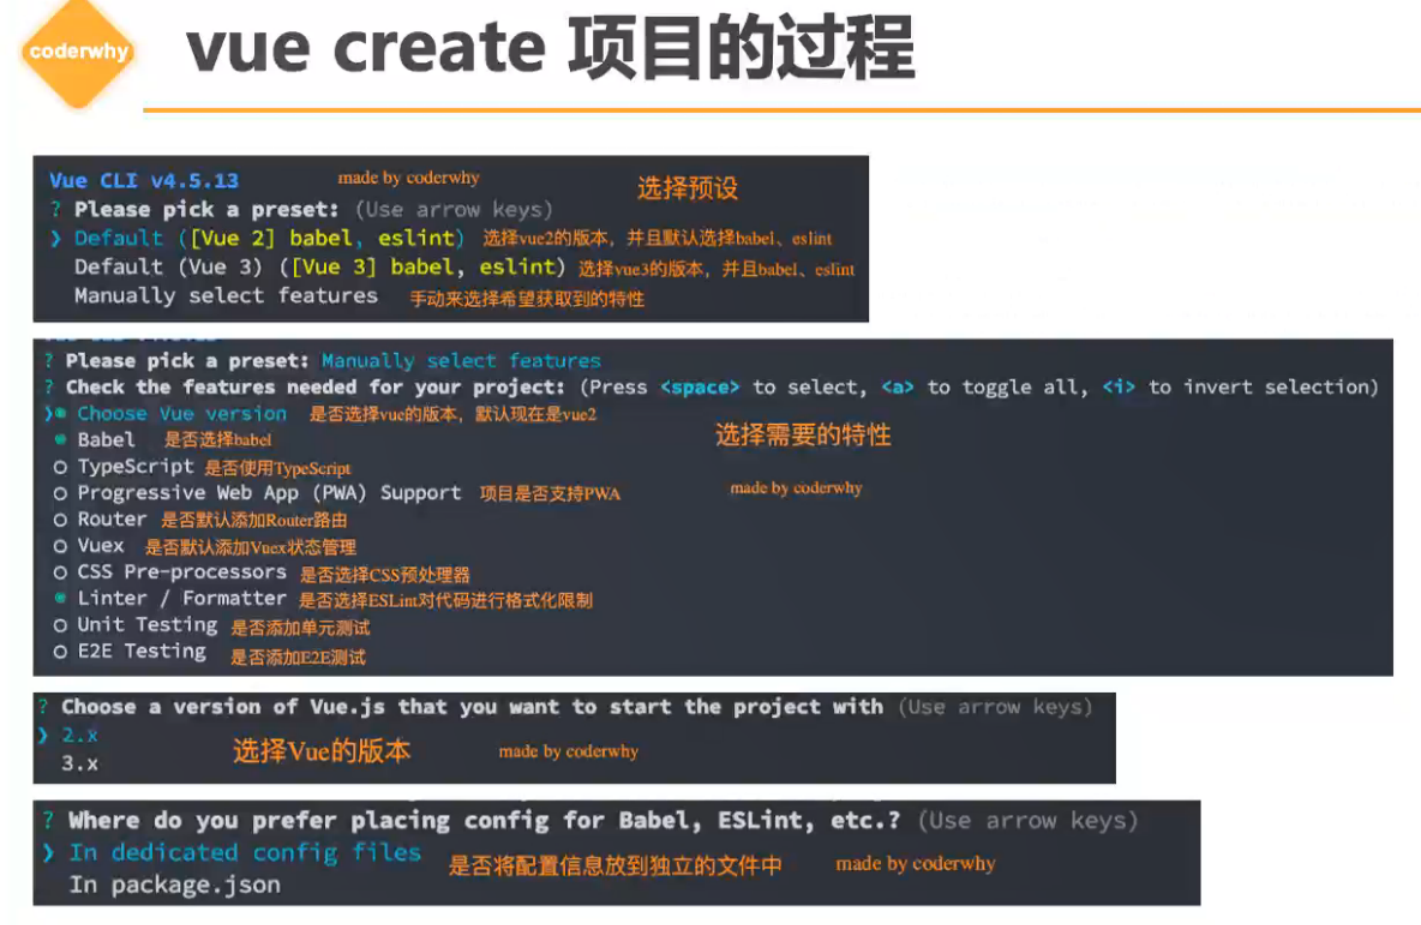 coderwhy
vue create 项目的过程
Vue CLI v4.5.13 made by coderwhy 选择预设
? Please pick a preset: (Use arrow keys)
❯ Default ([Vue 2] babel, eslint) 选择vue2的版本，并且默认选择babel、eslint
Default (Vue 3) ([Vue 3] babel, eslint) 选择vue3的版本，并且babel、eslint
Manually select features 手动来选择希望获取到的特性
? Please pick a preset: Manually select features
? Check the features needed for your project: (Press <space> to select, <a> to toggle all, <i> to invert selection)
❯◉ Choose Vue version 是否选择vue的版本，默认现在是vue2
◉ Babel 是否选择babel
选择需要的特性
○ TypeScript 是否使用TypeScript
○ Progressive Web App (PWA) Support 项目是否支持PWA
made by coderwhy
○ Router 是否默认添加Router路由
○ Vuex 是否默认添加Vuex状态管理
○ CSS Pre-processors 是否选择CSS预处理器
◉ Linter / Formatter 是否选择ESLint对代码进行格式化限制
○ Unit Testing 是否添加单元测试
○ E2E Testing 是否添加E2E测试
? Choose a version of Vue.js that you want to start the project with (Use arrow keys)
❯ 2.x
选择Vue的版本 made by coderwhy
3.x
? Where do you prefer placing config for Babel, ESLint, etc.? (Use arrow keys)
❯ In dedicated config files 是否将配置信息放到独立的文件中 made by coderwhy
In package.json